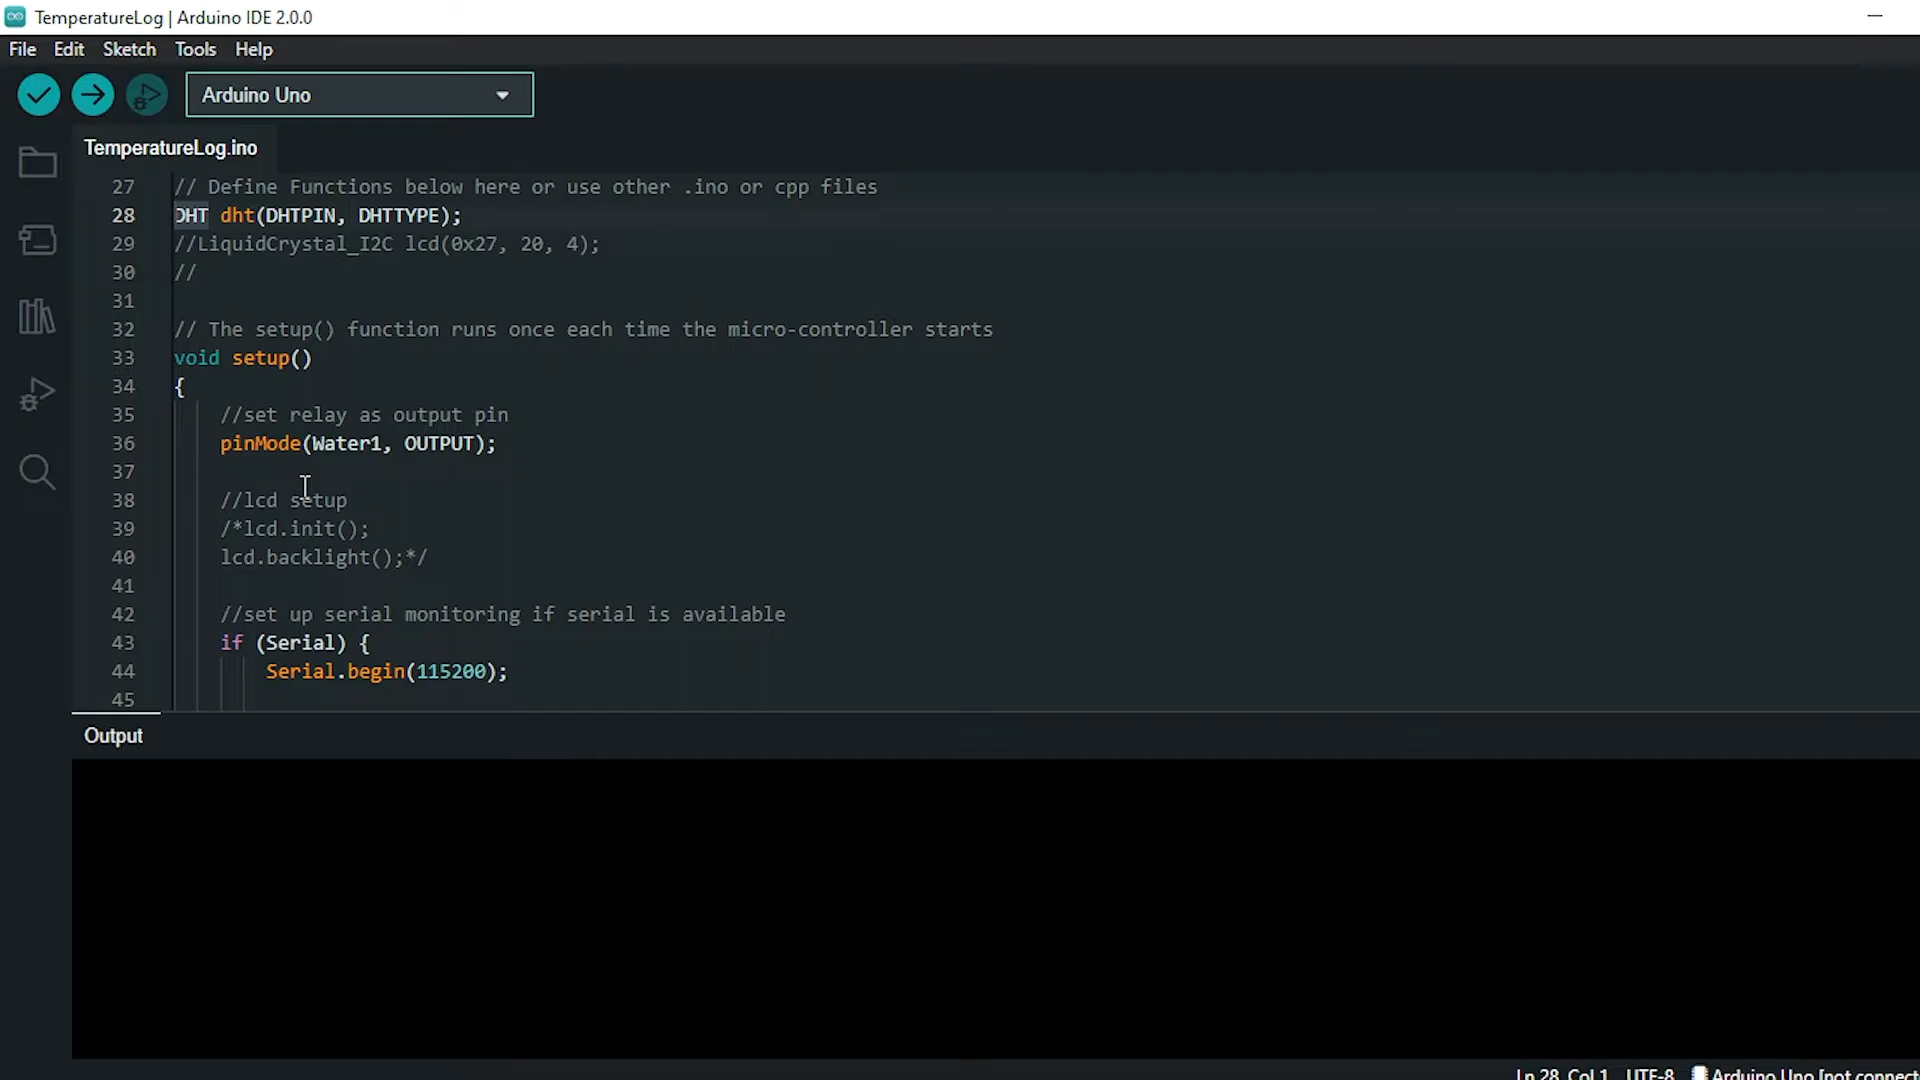 TemperatureLog | Arduino IDE 2.0.0
File Edit Sketch Tools Help
Arduino Uno
TemperatureLog.ino
27 // Define Functions below here or use other .ino or cpp files
28 DHT dht(DHTPIN, DHTTYPE);
29 //LiquidCrystal_I2C lcd(0x27, 20, 4);
30 //
31
32 // The setup() function runs once each time the micro-controller starts
33 void setup()
34 {
35 //set relay as output pin
36 pinMode(Water1, OUTPUT);
37
38 //lcd setup
39 /*lcd.init();
40 lcd.backlight();*/
41
42 //set up serial monitoring if serial is available
43 if (Serial) {
44 Serial.begin(115200);
45
Output
Ln 28, Col 1 UTF-8 Arduino Uno [not connect